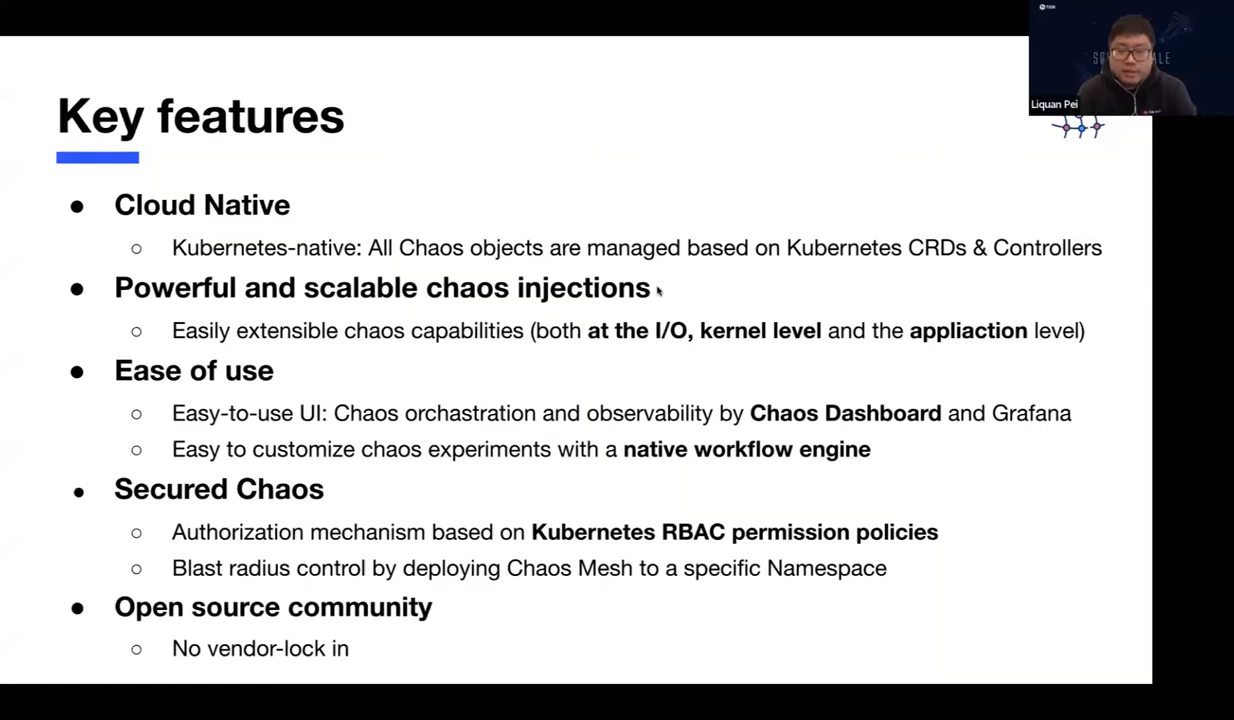 TiDB
Liquan Pei
Key features
● Cloud Native
○ Kubernetes-native: All Chaos objects are managed based on Kubernetes CRDs & Controllers
● Powerful and scalable chaos injections
○ Easily extensible chaos capabilities (both at the I/O, kernel level and the appliaction level)
● Ease of use
○ Easy-to-use UI: Chaos orchastration and observability by Chaos Dashboard and Grafana
○ Easy to customize chaos experiments with a native workflow engine
● Secured Chaos
○ Authorization mechanism based on Kubernetes RBAC permission policies
○ Blast radius control by deploying Chaos Mesh to a specific Namespace
● Open source community
○ No vendor-lock in